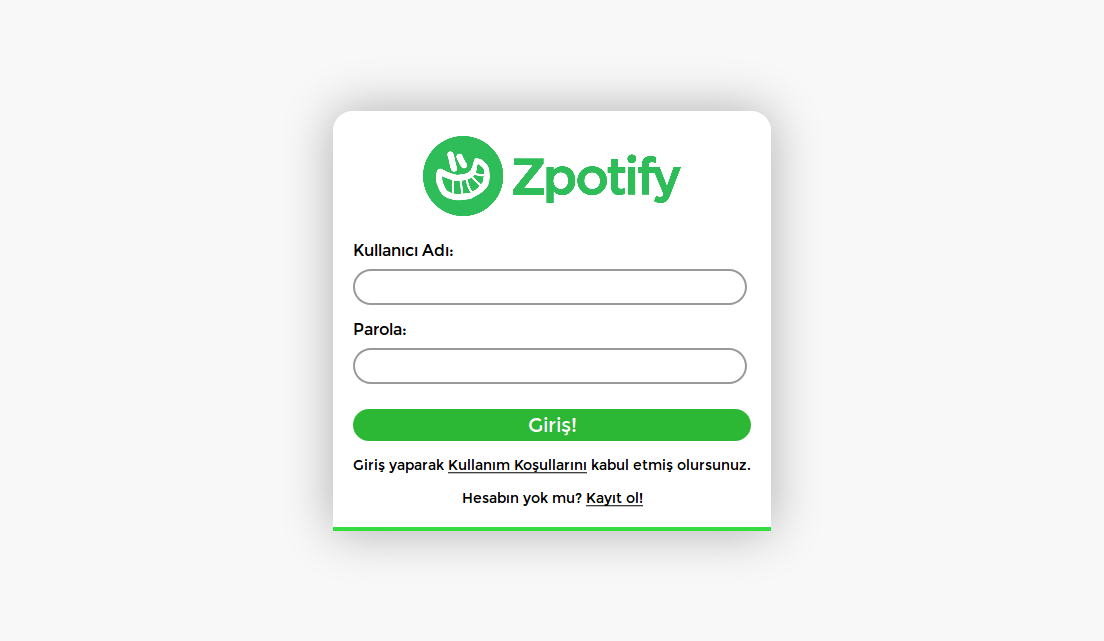 Zpotify
Kullanıcı Adı:
Parola:
Giriş!
Giriş yaparak Kullanım Koşullarını kabul etmiş olursunuz.
Hesabın yok mu? Kayıt ol!